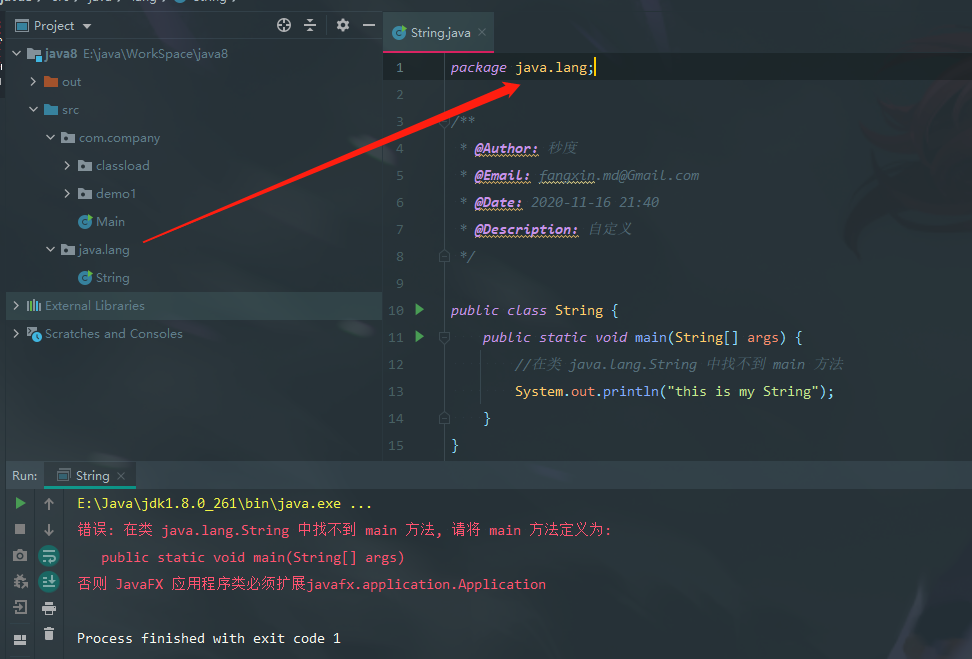 Project
java8 E:\java\WorkSpace\java8
out
src
com.company
classload
demo1
Main
java.lang
String
External Libraries
Scratches and Consoles
String.java
1 package java.lang;
2
3 /**
4 * @Author: 秒度
5 * @Email: fangxin.md@Gmail.com
6 * @Date: 2020-11-16 21:40
7 * @Description: 自定义
8 */
9
10 public class String {
11 public static void main(String[] args) {
12 //在类 java.lang.String 中找不到 main 方法
13 System.out.println("this is my String");
14 }
15 }
Run: String
E:\Java\jdk1.8.0_261\bin\java.exe ...
错误: 在类 java.lang.String 中找不到 main 方法, 请将 main 方法定义为:
public static void main(String[] args)
否则 JavaFX 应用程序类必须扩展javafx.application.Application
Process finished with exit code 1